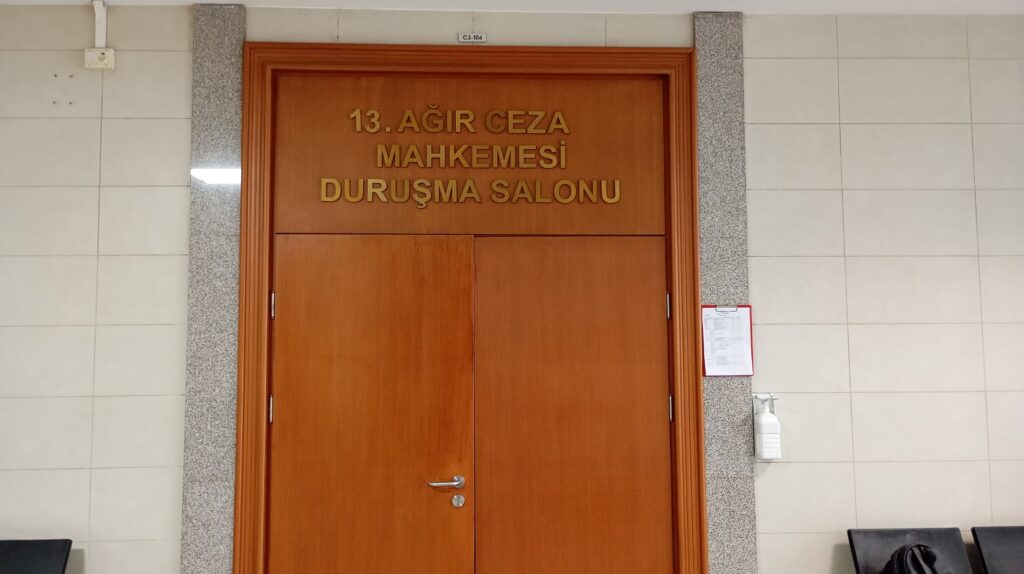 C3-104
13. AĞIR CEZA
MAHKEMESİ
DURUŞMA SALONU